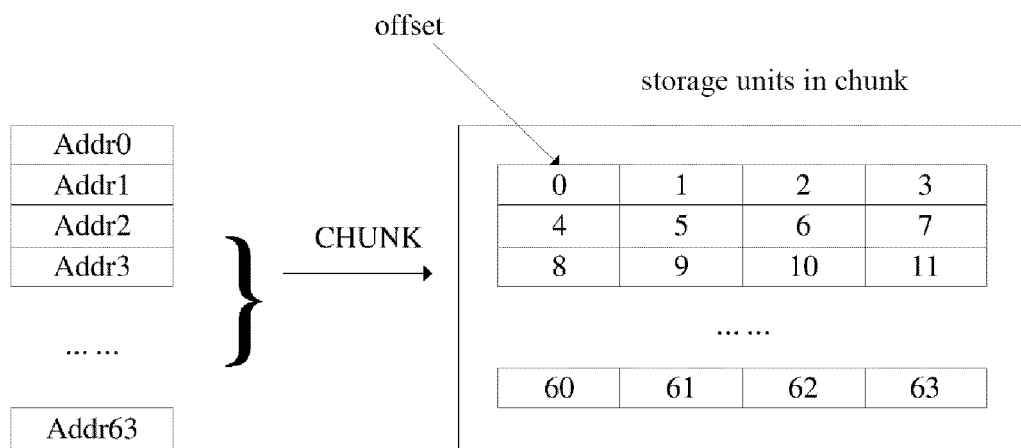 offset
storage units in chunk
Addr0
Addr1
Addr2
Addr3
... ...
Addr63
CHUNK
0 1 2 3
4 5 6 7
8 9 10 11
... ...
60 61 62 63